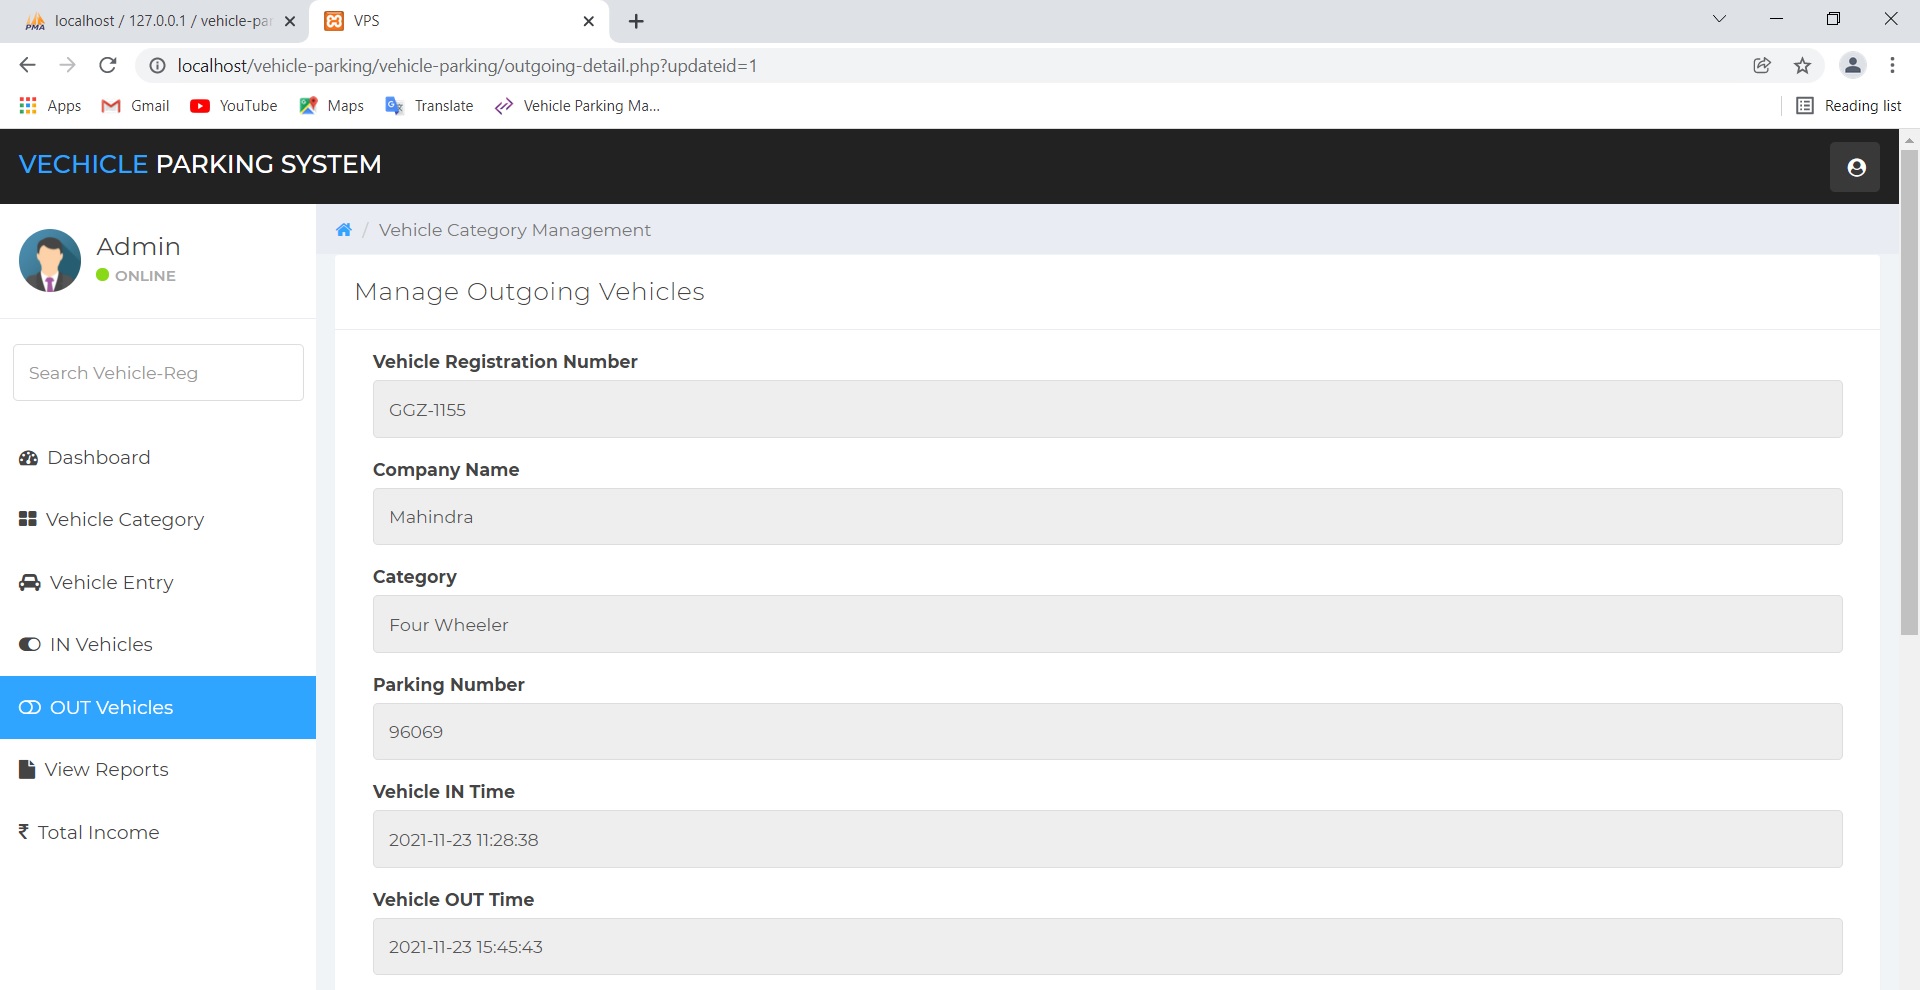 localhost / 127.0.0.1 / vehicle-par
VPS
localhost/vehicle-parking/vehicle-parking/outgoing-detail.php?updateid=1
Apps
Gmail
YouTube
Maps
Translate
Vehicle Parking Ma...
Reading list
VECHICLE PARKING SYSTEM
Admin
ONLINE
Search Vehicle-Reg
Dashboard
Vehicle Category
Vehicle Entry
IN Vehicles
OUT Vehicles
View Reports
₹ Total Income
/ Vehicle Category Management
Manage Outgoing Vehicles
Vehicle Registration Number
GGZ-1155
Company Name
Mahindra
Category
Four Wheeler
Parking Number
96069
Vehicle IN Time
2021-11-23 11:28:38
Vehicle OUT Time
2021-11-23 15:45:43